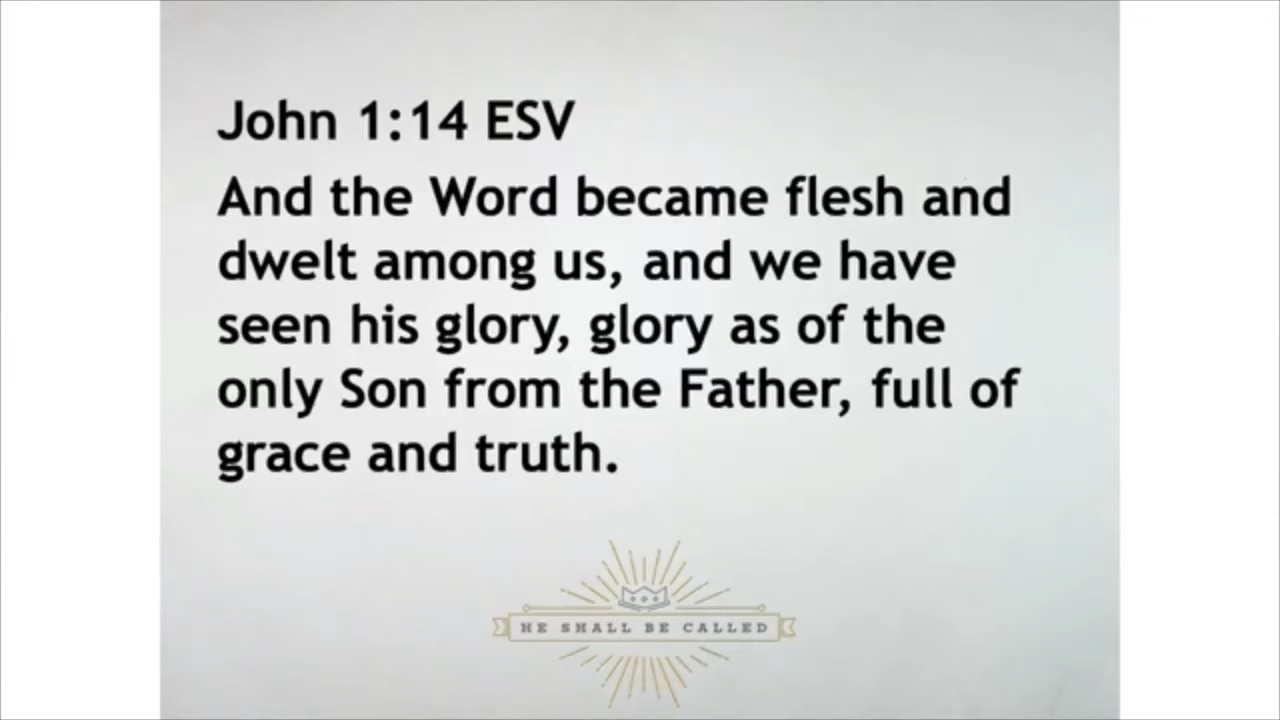 John 1:14 ESV
And the Word became flesh and
dwelt among us, and we have
seen his glory, glory as of the
only Son from the Father, full of
grace and truth.
HE SHALL BE CALLED